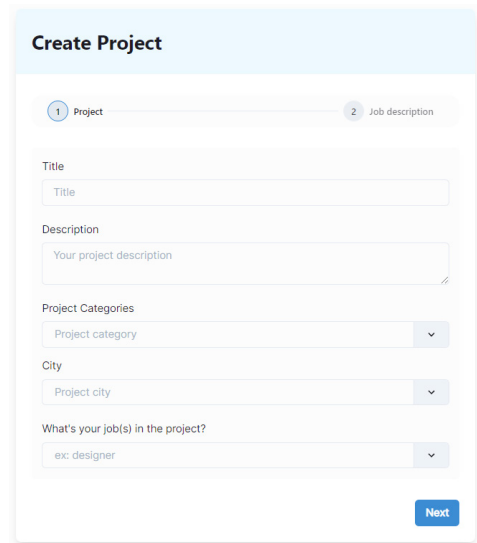 Create Project
1 Project 2 Job description
Title
Title
Description
Your project description
Project Categories
Project category
City
Project city
What's your job(s) in the project?
ex: designer
Next